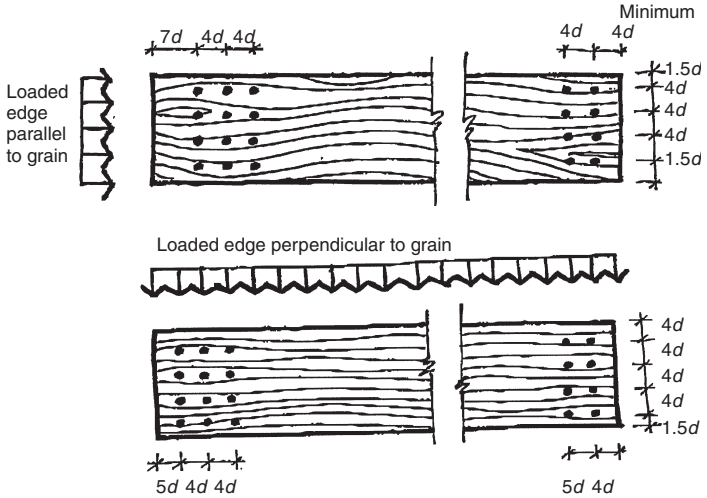 Minimum
7d 4d 4d
4d 4d
Loaded
edge
parallel
to grain
1.5d
4d
4d
4d
1.5d
Loaded edge perpendicular to grain
4d
4d
4d
4d
1.5d
5d 4d 4d
5d 4d